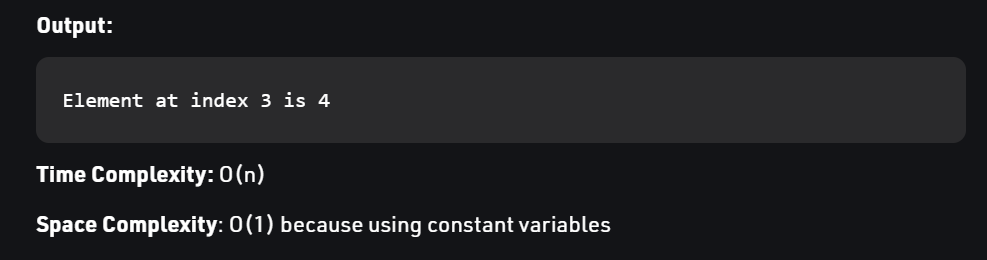 Output:
Element at index 3 is 4
Time Complexity: O(n)
Space Complexity: O(1) because using constant variables